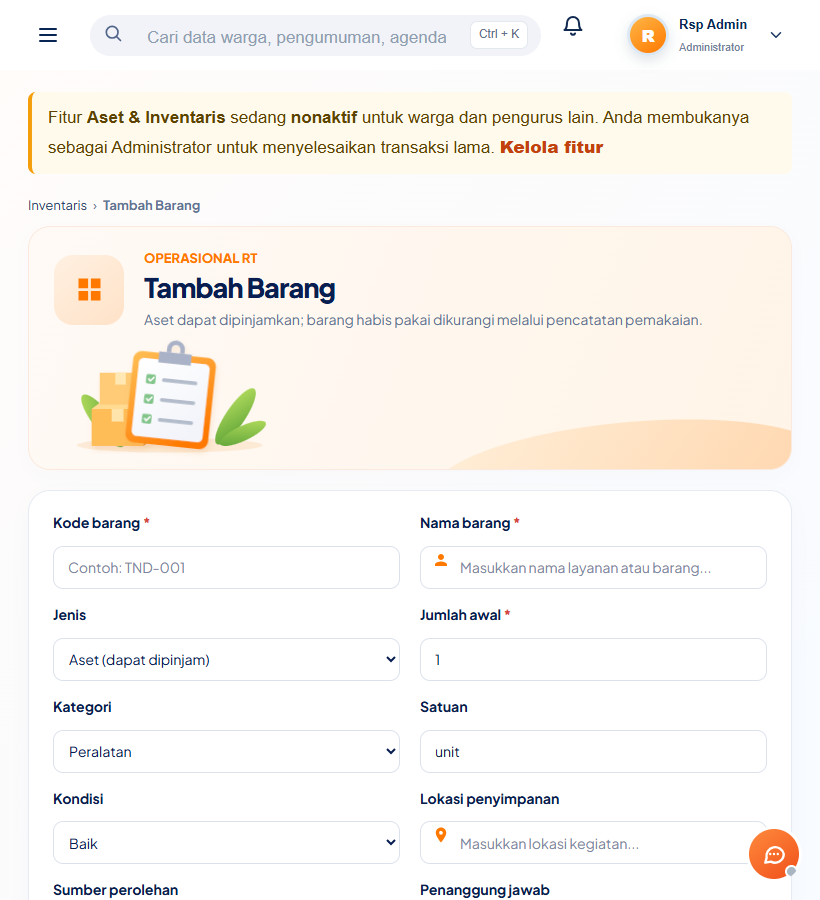 Cari data warga, pengumuman, agenda
Ctrl + K
R
Rsp Admin
Administrator
Fitur Aset & Inventaris sedang nonaktif untuk warga dan pengurus lain. Anda membukanya
sebagai Administrator untuk menyelesaikan transaksi lama. Kelola fitur
Inventaris › Tambah Barang
OPERASIONAL RT
Tambah Barang
Aset dapat dipinjamkan; barang habis pakai dikurangi melalui pencatatan pemakaian.
Kode barang *
Nama barang *
Contoh: TND-001
Masukkan nama layanan atau barang...
Jenis
Jumlah awal *
Aset (dapat dipinjam)
1
Kategori
Satuan
Peralatan
unit
Kondisi
Lokasi penyimpanan
Baik
Masukkan lokasi kegiatan...
Sumber perolehan
Penanggung jawab